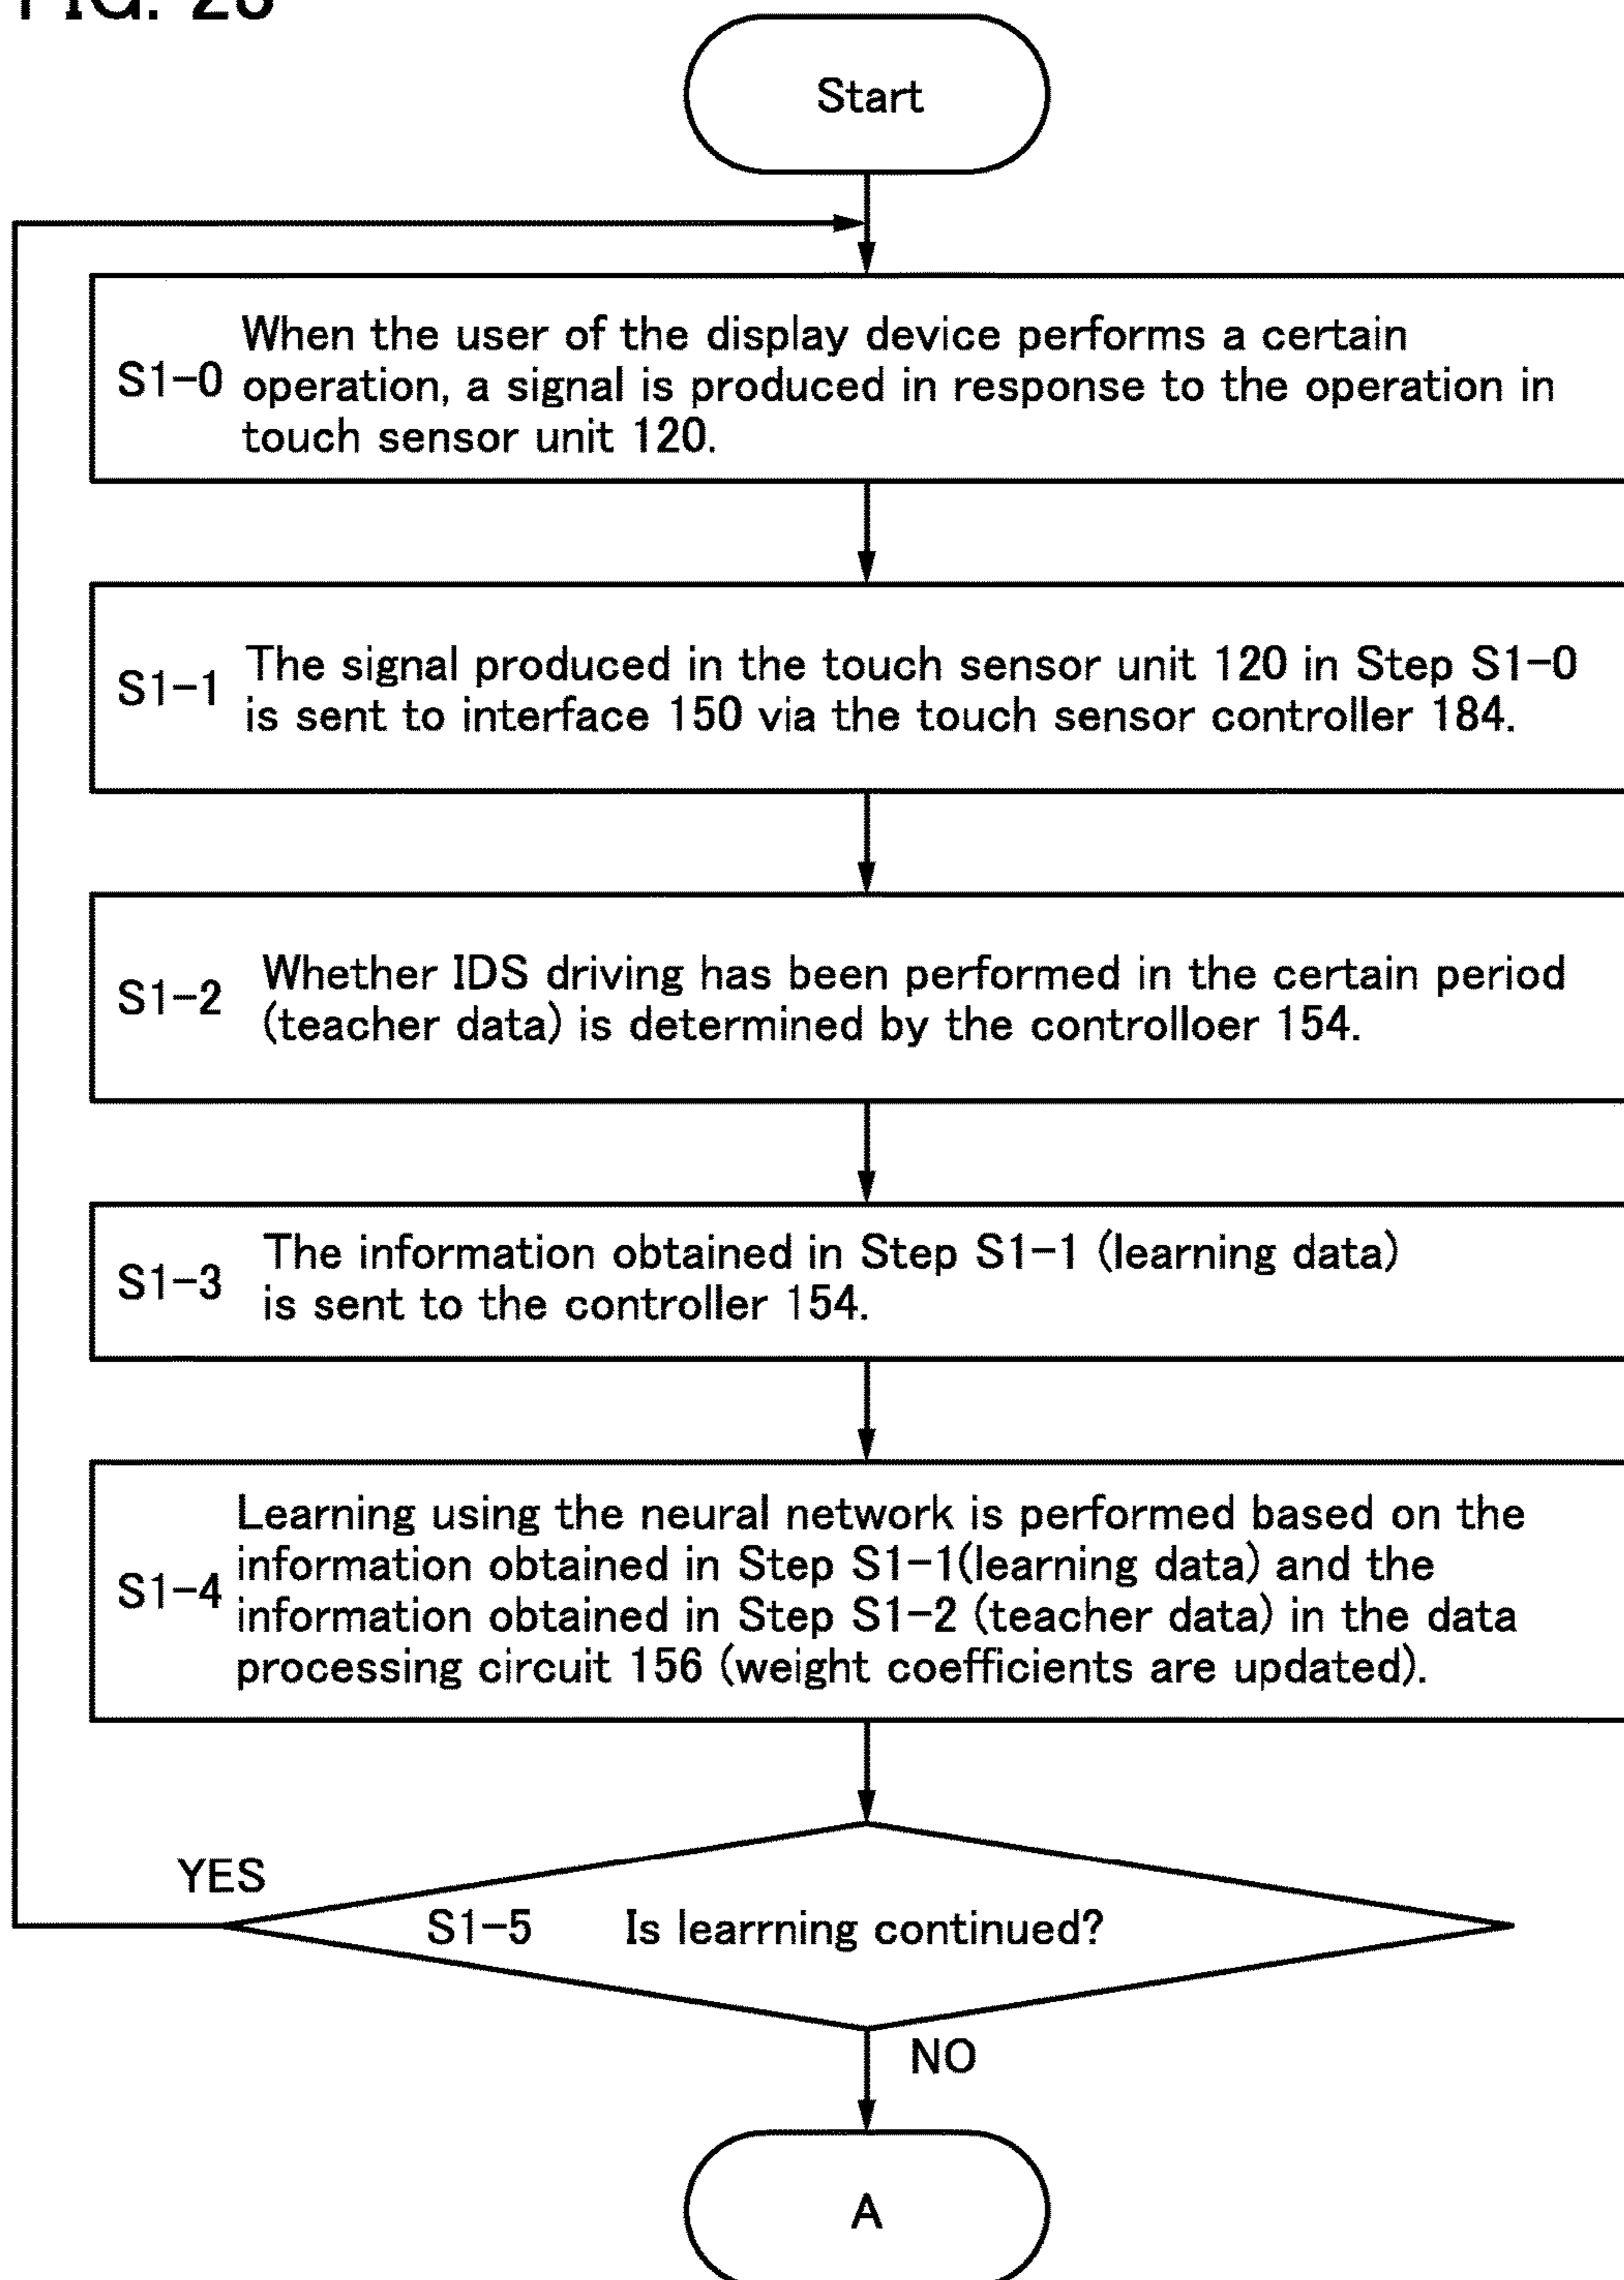 FIG.
Start
When the user of the display device performs a certain
S1-0 operation, a signal is produced in response to the operation in
touch sensor unit 120.
S1-1 The signal produced in the touch sensor unit 120 in Step S1-0
is sent to interface 150 via the touch sensor controller 184.
S1-2 Whether IDS driving has been performed in the certain period
(teacher data) is determined by the controlloer 154.
S1-3 The information obtained in Step S1-1 (learning data)
is sent to the controller 154.
Learning using the neural network is performed based on the
information obtained in Step S1-1(learning data) and the
S1-4 information obtained in Step S1-2 (teacher data) in the data
processing circuit 156 (weight coefficients are updated).
YES
S1-5 Is learrning continued?
NO
A